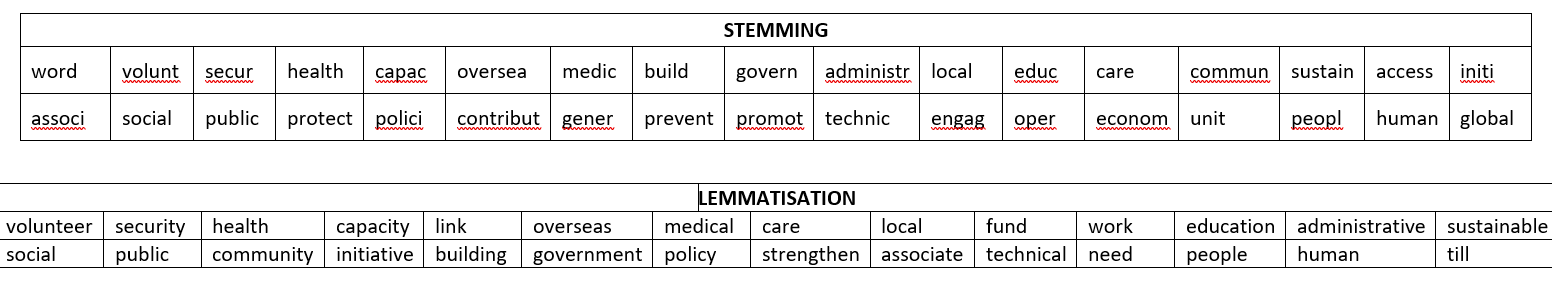 STEMMING
word volunt secur health capac oversea medic build govern administr local educ care commun sustain access initi
associ social public protect polici contribut gener prevent promot technic engag oper econom unit peopl human global
LEMMATISATION
volunteer security health capacity link overseas medical care local fund work education administrative sustainable
social public community initiative building government policy strengthen associate technical need people human till